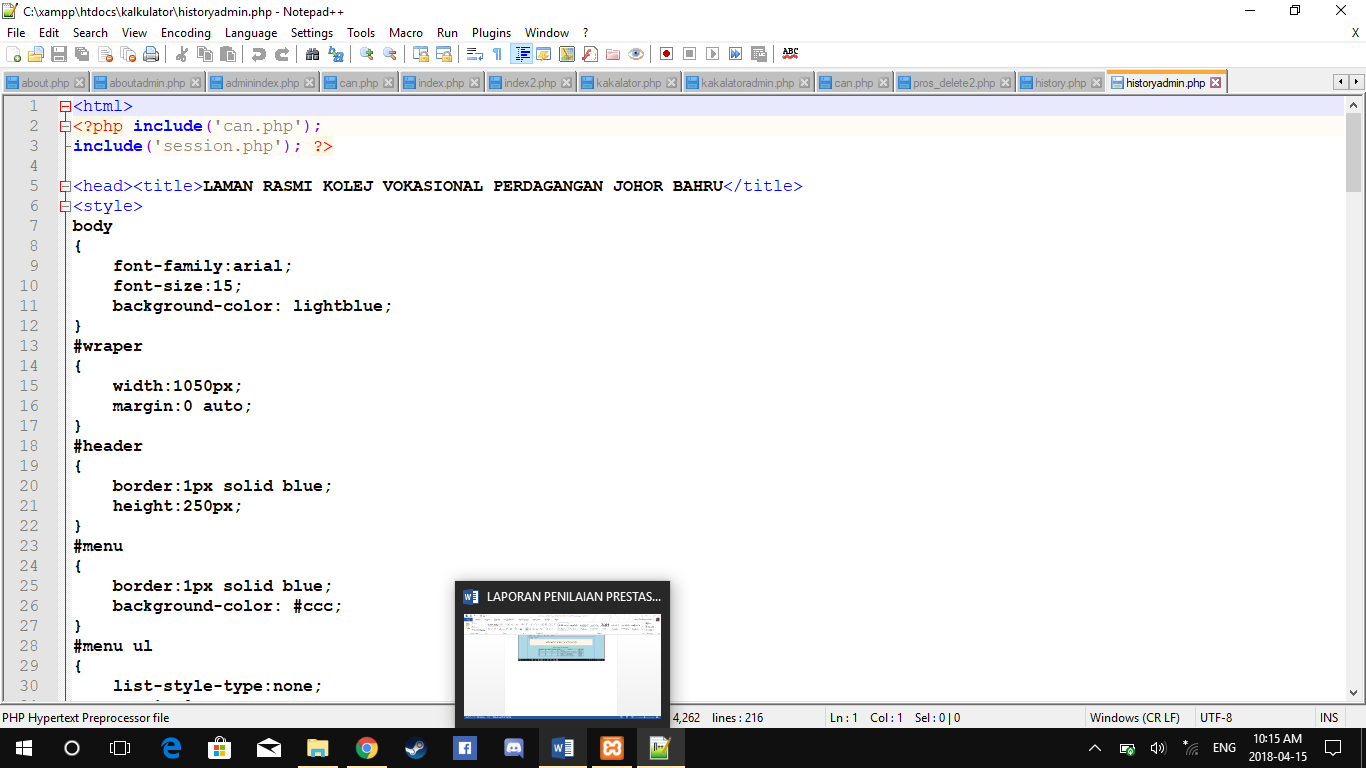 C:\xampp\htdocs\kalkulator\historyadmin.php - Notepad++
File Edit Search View Encoding Language Settings Tools Macro Run Plugins Window ? X
ABC
about.php aboutadmin.php adminindex.php can.php index.php index2.php kakalator.php kakalatoradmin.php can.php pros_delete2.php history.php historyadmin.php
1 <html>
2 <?php include('can.php');
3 include('session.php'); ?>
4
5 <head><title>LAMAN RASMI KOLEJ VOKASIONAL PERDAGANGAN JOHOR BAHRU</title>
6 <style>
7 body
8 {
9 font-family:arial;
10 font-size:15;
11 background-color: lightblue;
12 }
13 #wraper
14 {
15 width:1050px;
16 margin:0 auto;
17 }
18 #header
19 {
20 border:1px solid blue;
21 height:250px;
22 }
23 #menu
24 {
25 border:1px solid blue;
26 background-color: #ccc;
27 }
28 #menu ul
29 {
30 list-style-type:none;
LAPORAN PENILAIAN PRESTAS...
PHP Hypertext Preprocessor file 4,262 lines : 216 Ln : 1 Col : 1 Sel : 0 | 0 Windows (CR LF) UTF-8 INS
ENG 10:15 AM
2018-04-15